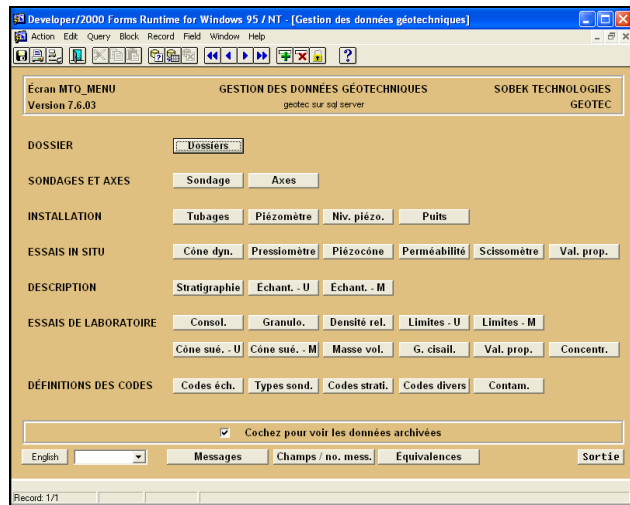 Developer/2000 Forms Runtime for Windows 95 / NT - [Gestion des données géotechniques]
Action Edit Query Block Record Field Window Help
Écran MTQ_MENU GESTION DES DONNÉES GÉOTECHNIQUES SOBEK TECHNOLOGIES
Version 7.6.03 geotec sur sql server GEOTEC
DOSSIER Dossiers
SONDAGES ET AXES Sondage Axes
INSTALLATION Tubages Piézomètre Niv. piézo. Puits
ESSAIS IN SITU Cône dyn. Pressiomètre Piézocône Perméabilité Scissomètre Val. prop.
DESCRIPTION Stratigraphie Échant. - U Échant. - M
ESSAIS DE LABORATOIRE Consol. Granulo. Densité rel. Limites - U Limites - M
Cône sué. - U Cône sué. - M Masse vol. G. cisail. Val. prop. Concentr.
DÉFINITIONS DES CODES Codes éch. Types sond. Codes strati. Codes divers Contam.
Cochez pour voir les données archivées
English Messages Champs / no. mess. Équivalences Sortie
Record: 1/1